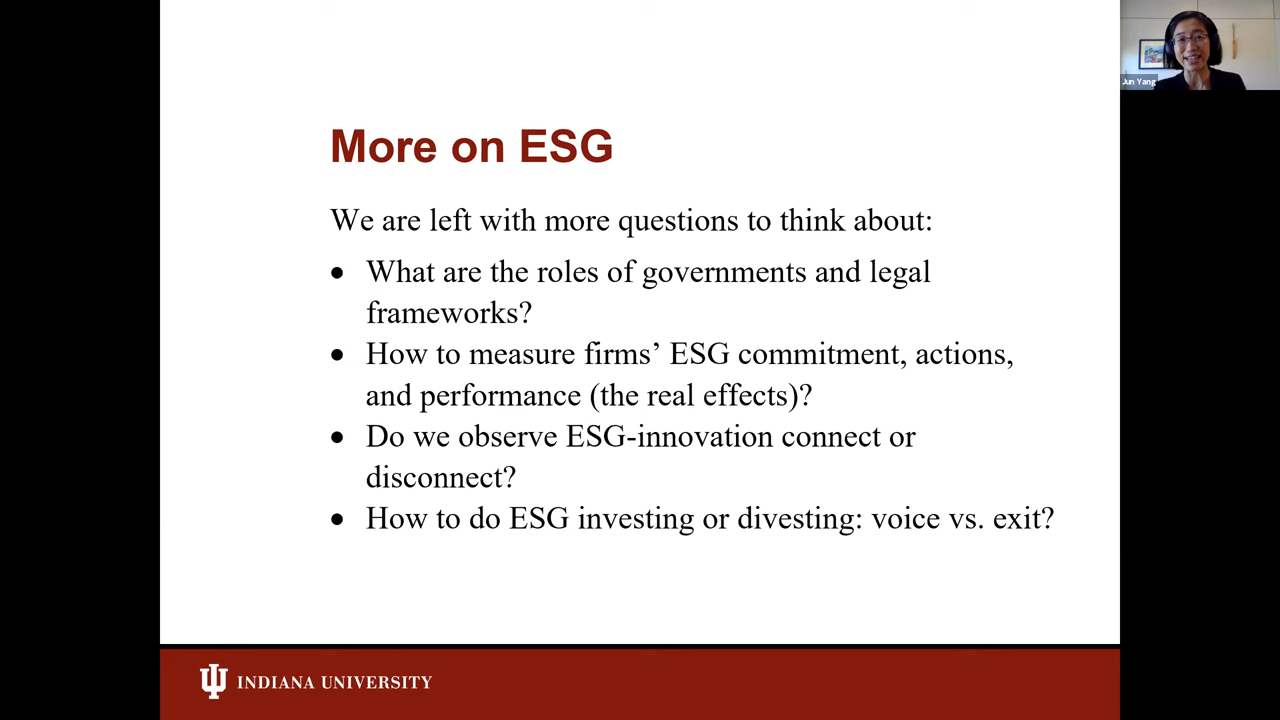 Jun Yang
More on ESG
We are left with more questions to think about:
• What are the roles of governments and legal
frameworks?
• How to measure firms’ ESG commitment, actions,
and performance (the real effects)?
• Do we observe ESG-innovation connect or
disconnect?
• How to do ESG investing or divesting: voice vs. exit?
INDIANA UNIVERSITY